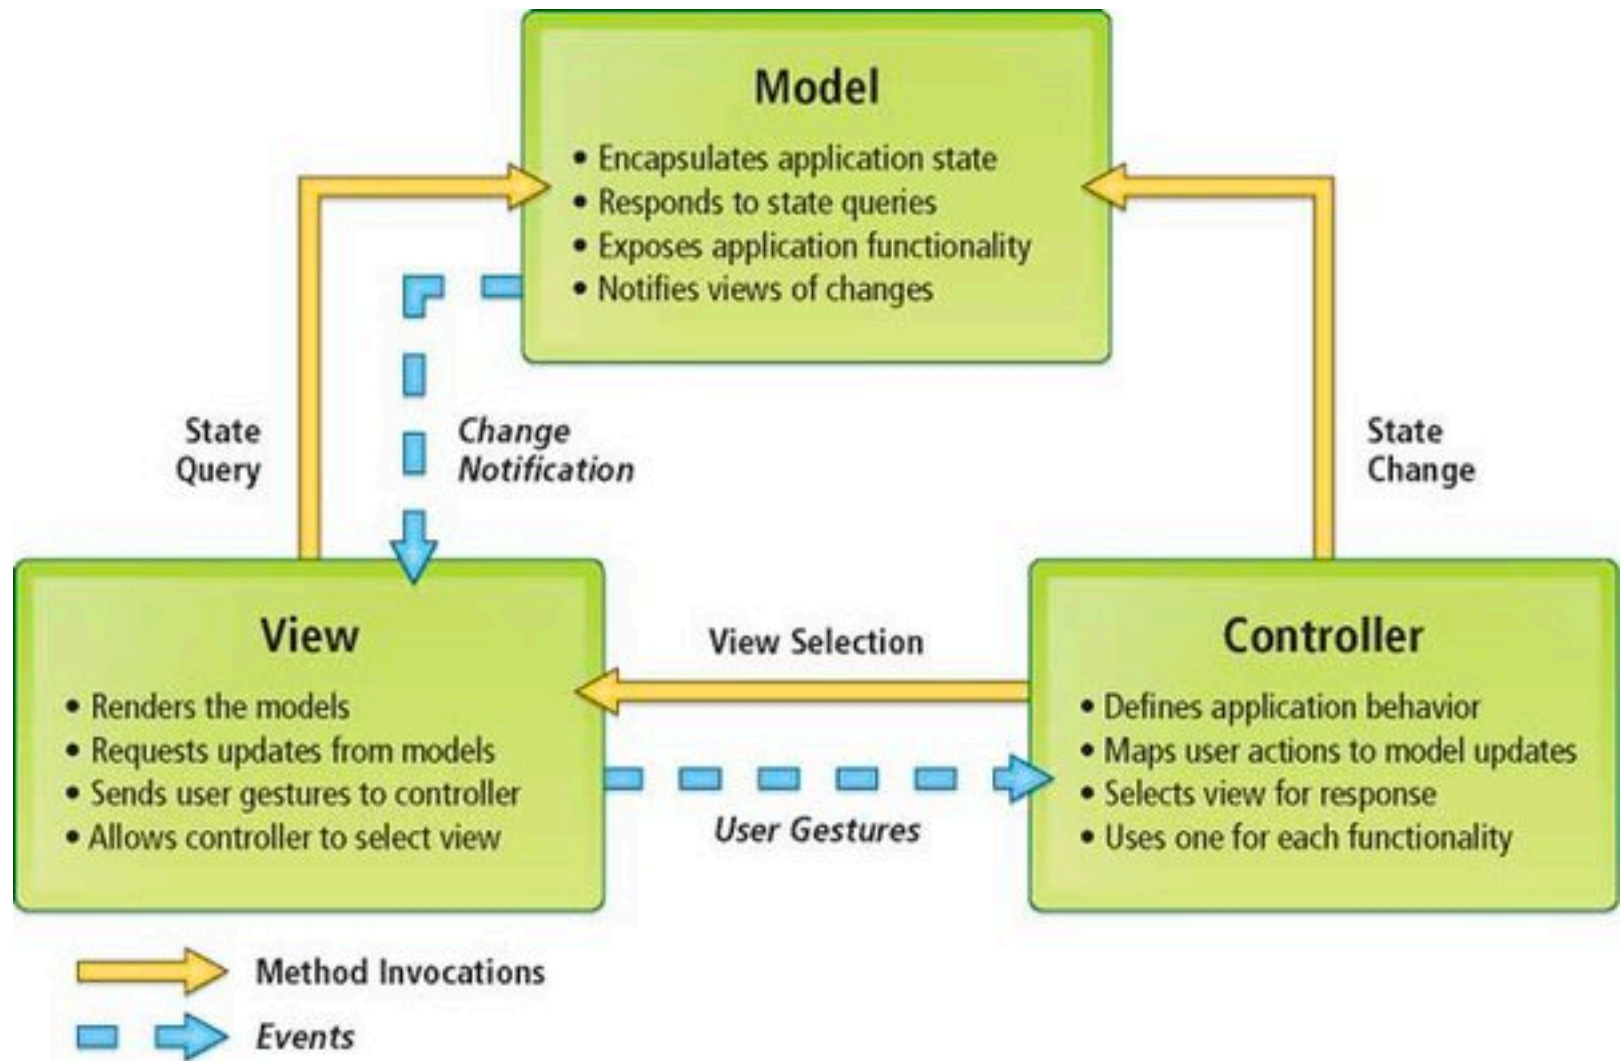 Model
• Encapsulates application state
• Responds to state queries
• Exposes application functionality
• Notifies views of changes
State
Query
Change
Notification
State
Change
View
• Renders the models
• Requests updates from models
• Sends user gestures to controller
• Allows controller to select view
View Selection
User Gestures
Controller
• Defines application behavior
• Maps user actions to model updates
• Selects view for response
• Uses one for each functionality
Method Invocations
Events